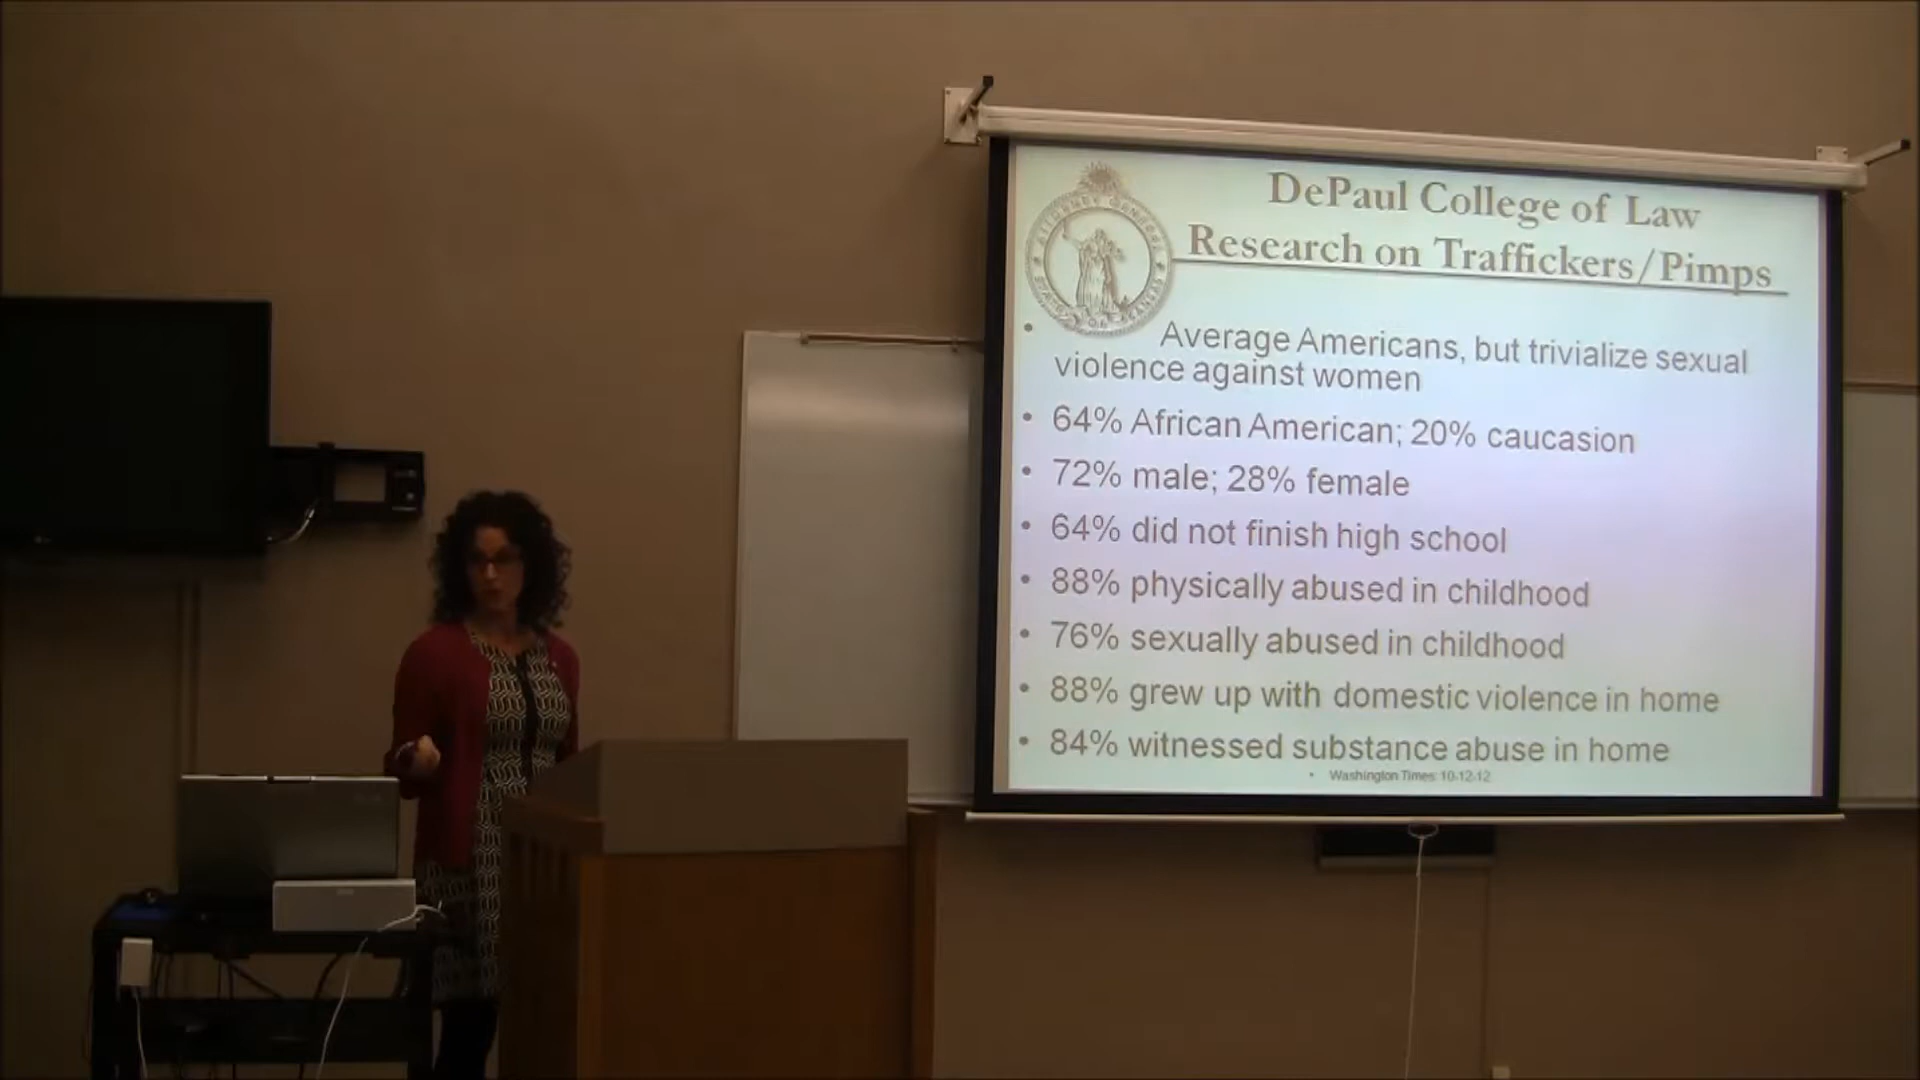 DePaul College of Law
Research on Traffickers/Pimps
ATTORNEY GENERAL
• Average Americans, but trivialize sexual
violence against women
• 64% African American; 20% caucasion
• 72% male; 28% female
• 64% did not finish high school
• 88% physically abused in childhood
• 76% sexually abused in childhood
• 88% grew up with domestic violence in home
• 84% witnessed substance abuse in home
• Washington Times: 10-12-12